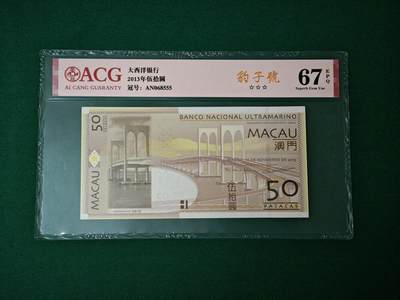 ACG
AI CANG GUARANTY
大西洋银行
2013年伍拾圆
冠号: AN068555
豹子號
☆☆☆
67 EPQ
Superb Gem Unc
50
BANCO NACIONAL ULTRAMARINO
MACAU
澳門
MACAU
伍拾圓
50
PATACAS